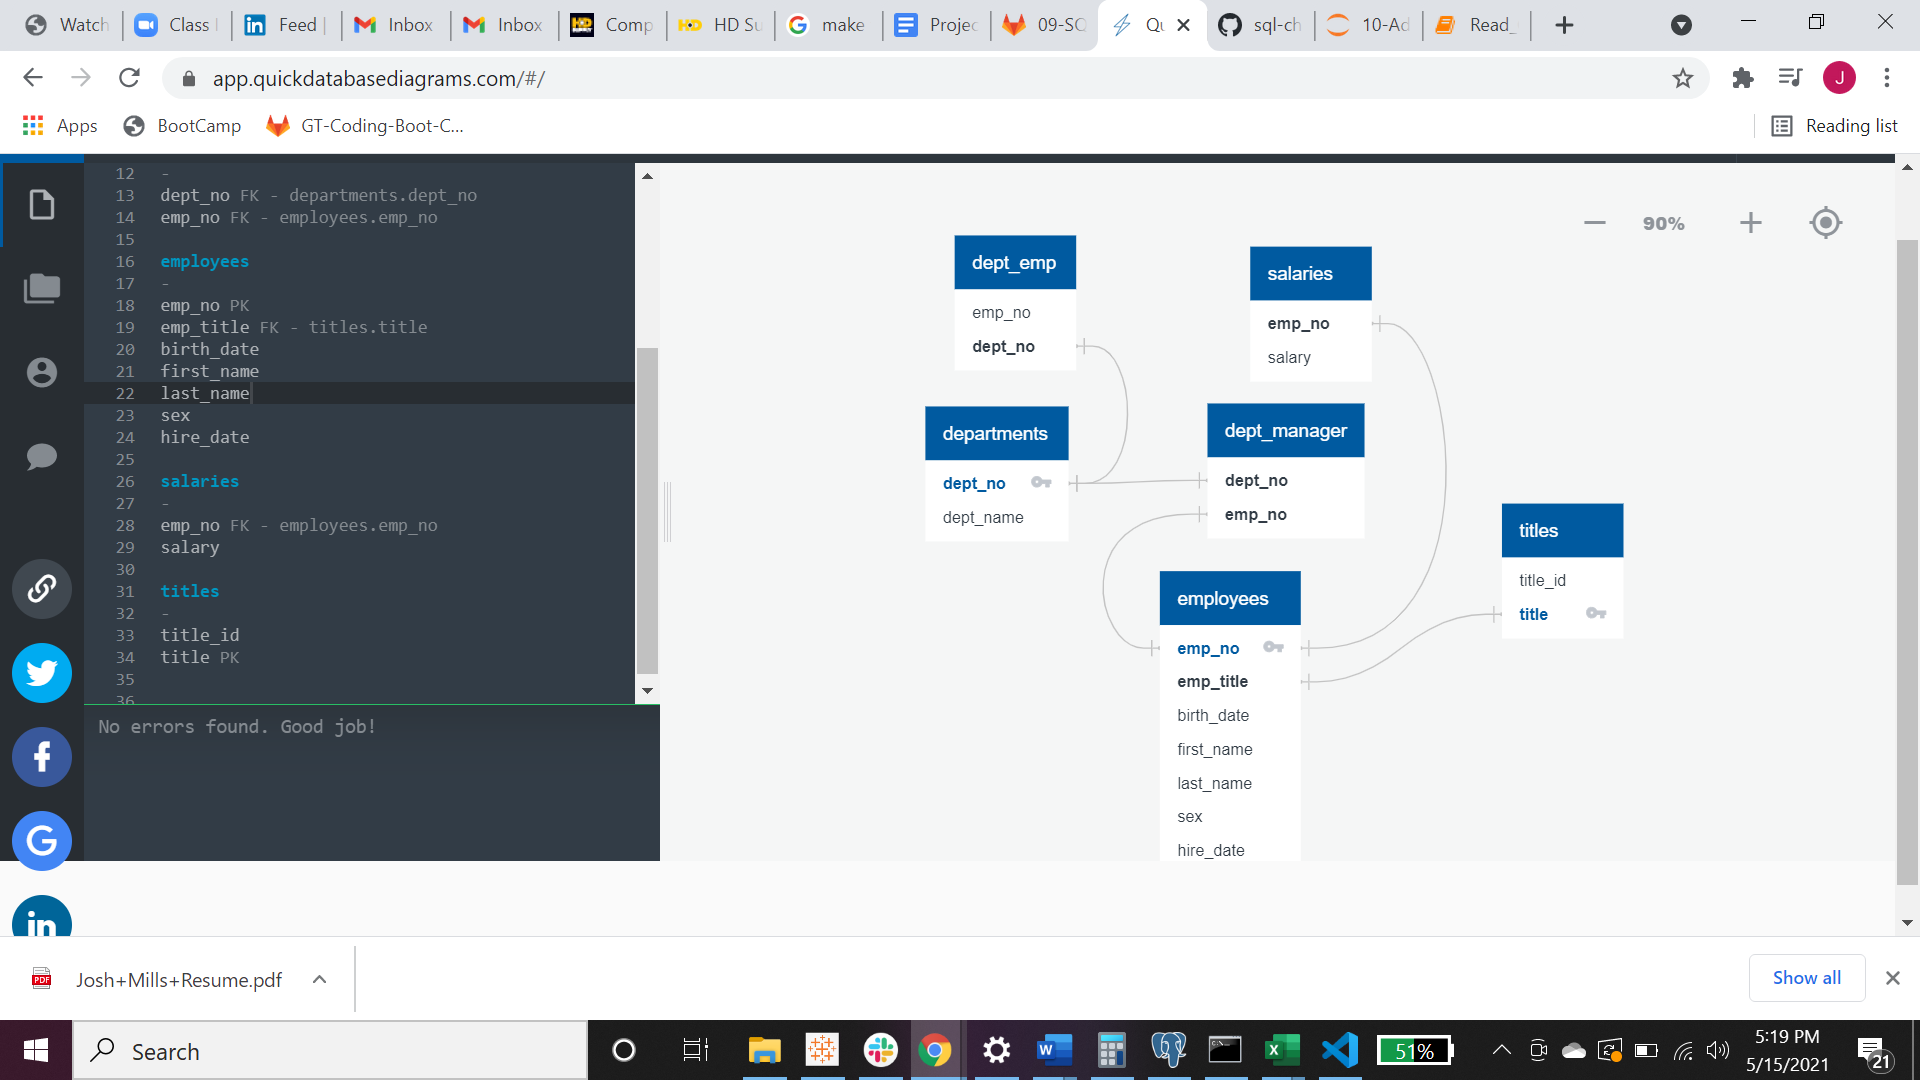 Watch
Class
Feed
Inbox
Inbox
Comp
HD Su
make
Projec
09-SQ
Qu
sql-ch
10-Ad
Read_
app.quickdatabasediagrams.com/#/
J
Apps
BootCamp
GT-Coding-Boot-C...
Reading list
12 -
13 dept_no FK - departments.dept_no
14 emp_no FK - employees.emp_no
15
16 employees
17 -
18 emp_no PK
19 emp_title FK - titles.title
20 birth_date
21 first_name
22 last_name
23 sex
24 hire_date
25
26 salaries
27 -
28 emp_no FK - employees.emp_no
29 salary
30
31 titles
32 -
33 title_id
34 title PK
35
36
No errors found. Good job!
90%
dept_emp
emp_no
dept_no
salaries
emp_no
salary
departments
dept_no
dept_name
dept_manager
dept_no
emp_no
titles
title_id
title
employees
emp_no
emp_title
birth_date
first_name
last_name
sex
hire_date
PDF
Josh+Mills+Resume.pdf
Show all
Search
51%
5:19 PM
5/15/2021
21